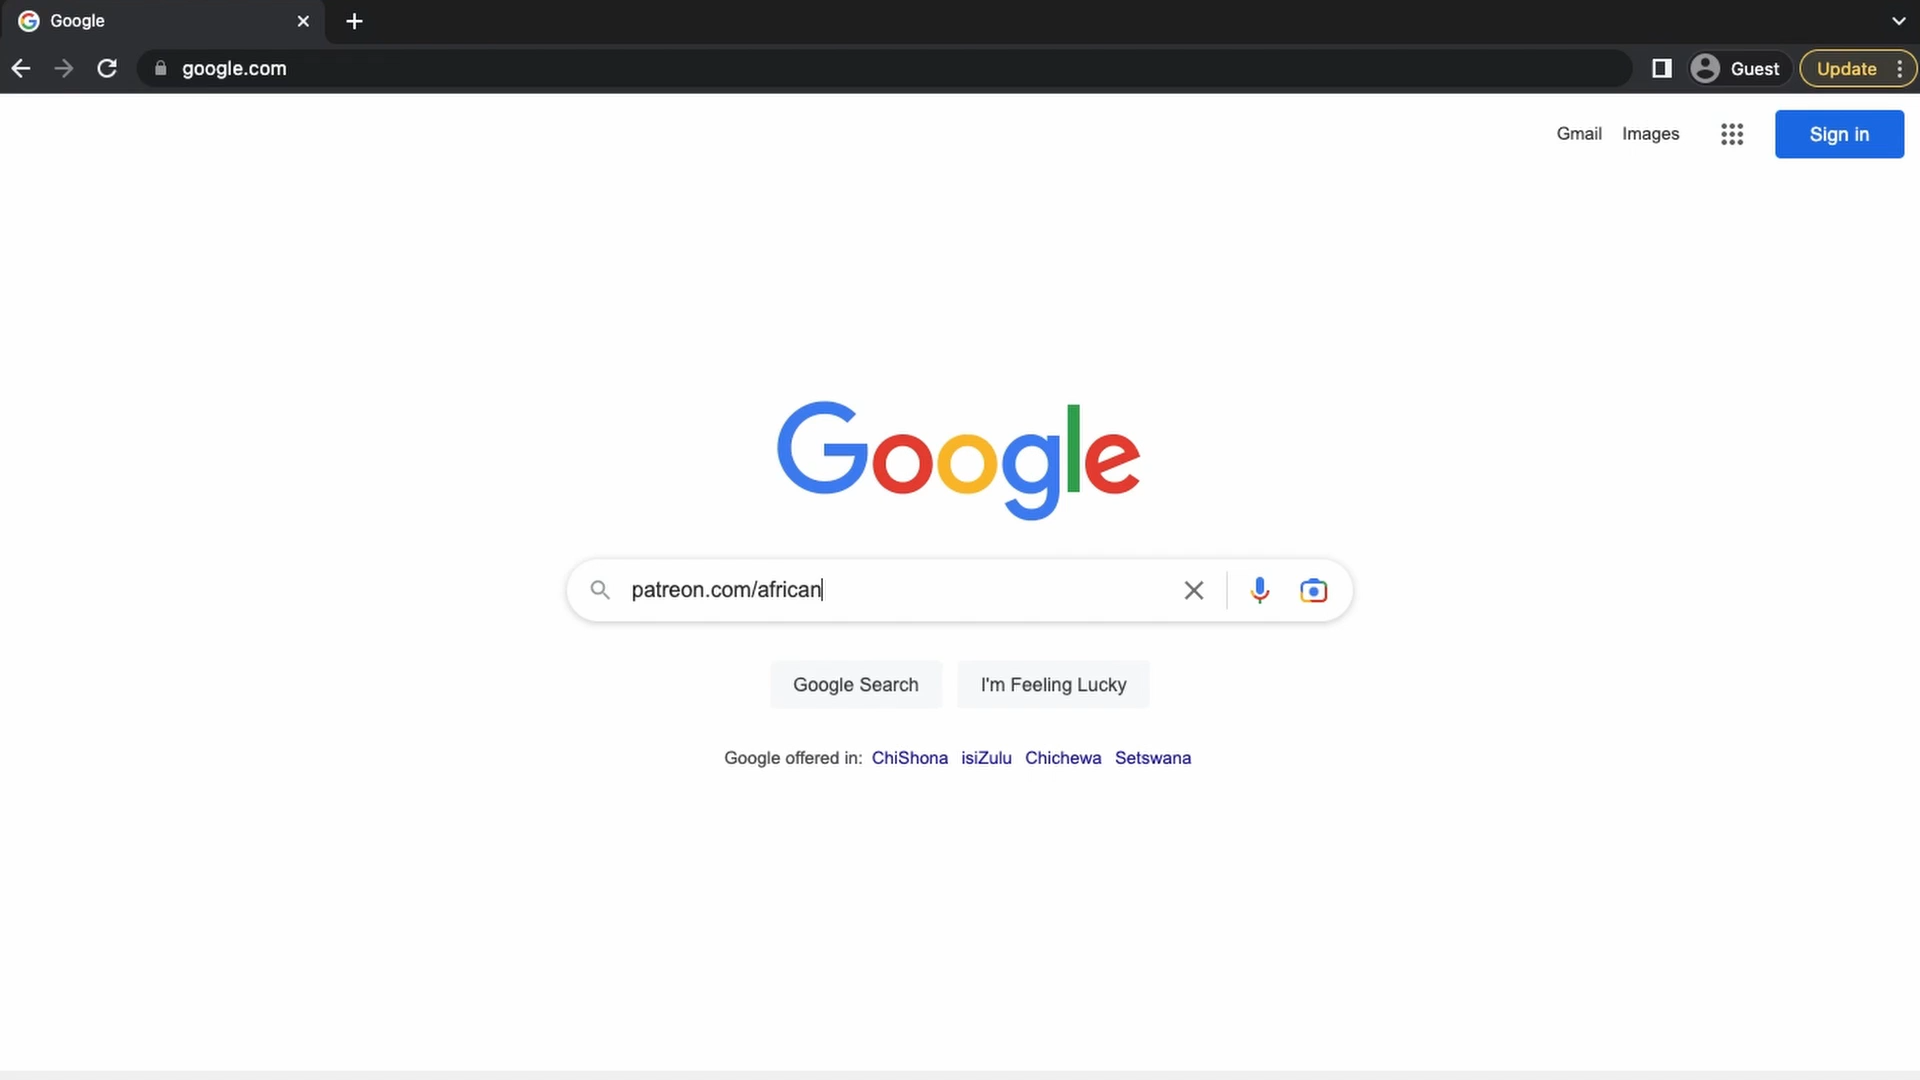 Google
google.com
Guest
Update
Gmail Images
Sign in
Google
patreon.com/african
Google Search I'm Feeling Lucky
Google offered in: ChiShona isiZulu Chichewa Setswana